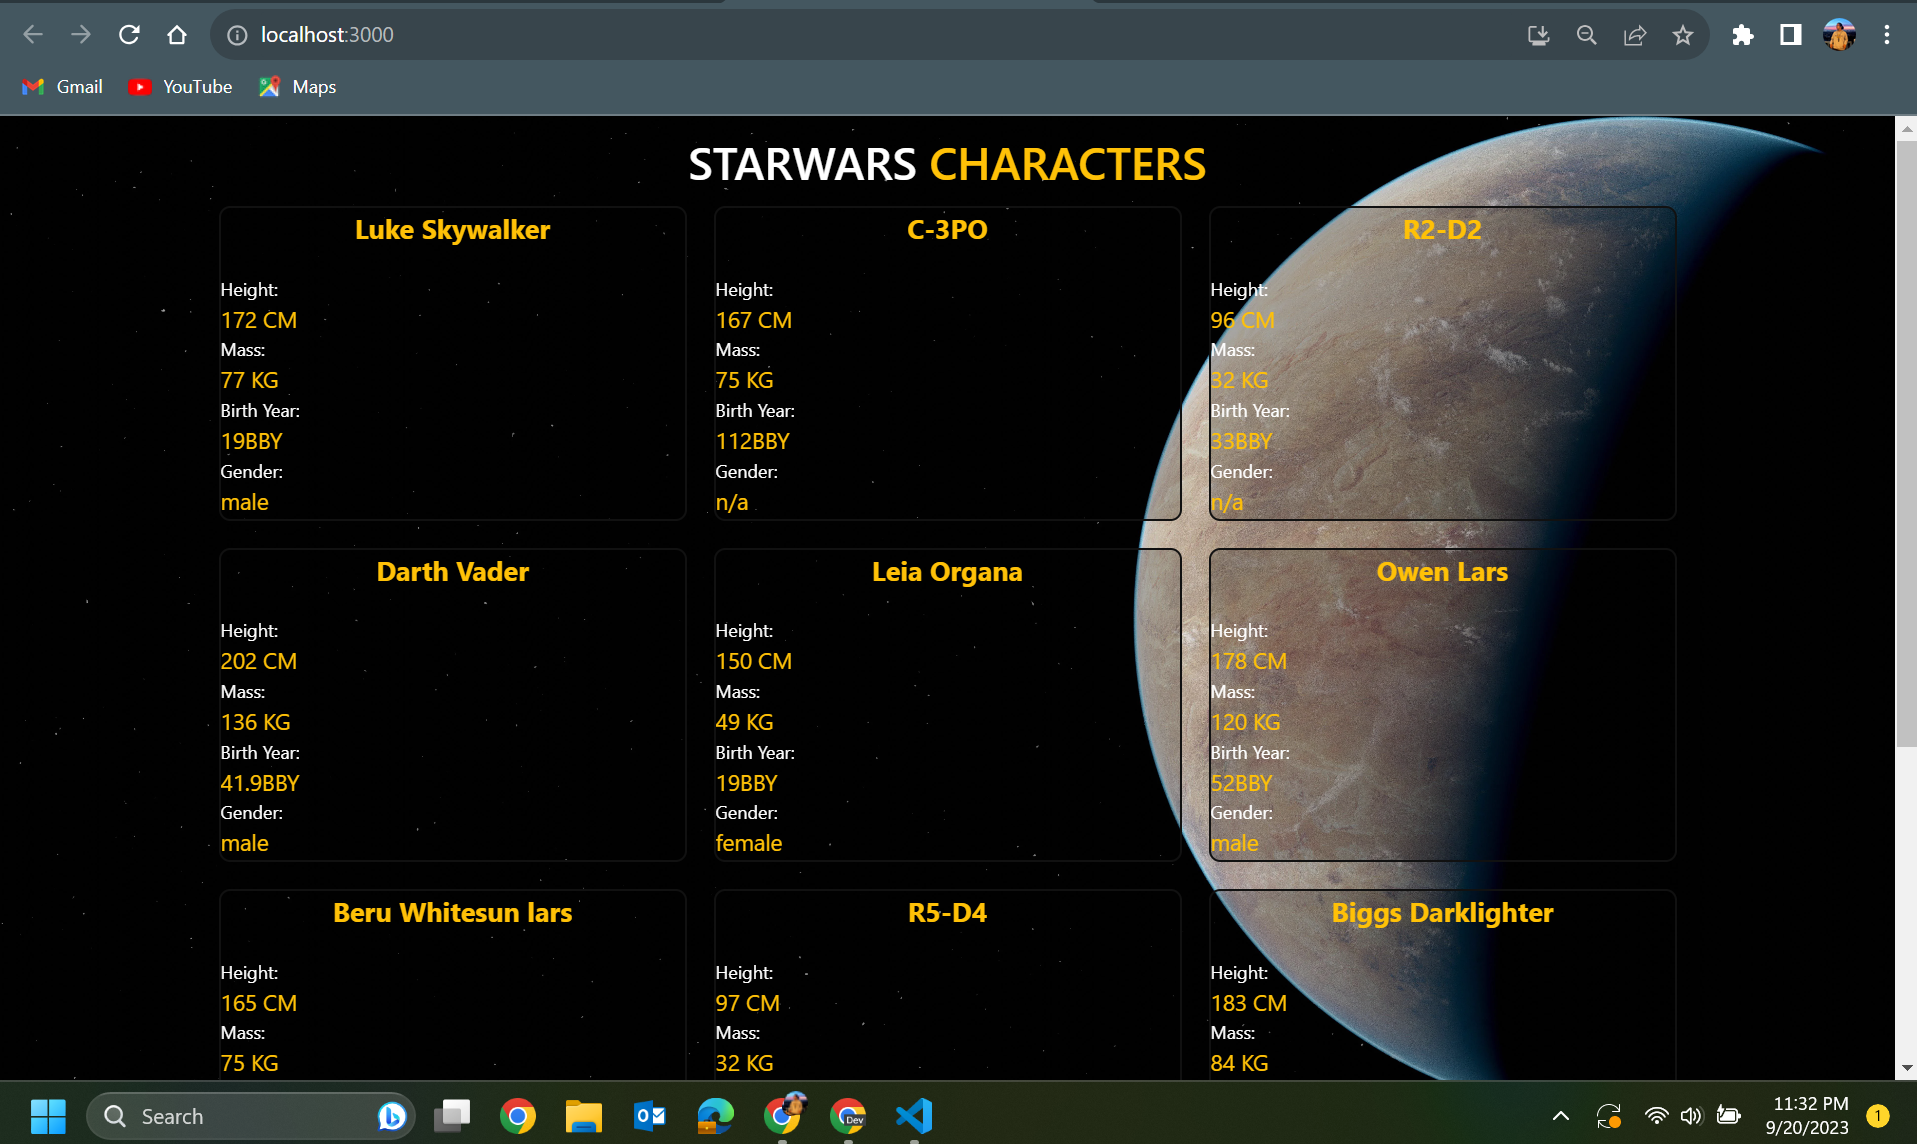 localhost:3000
Gmail YouTube Maps
STARWARS CHARACTERS
Luke Skywalker
Height:
172 CM
Mass:
77 KG
Birth Year:
19BBY
Gender:
male
C-3PO
Height:
167 CM
Mass:
75 KG
Birth Year:
112BBY
Gender:
n/a
R2-D2
Height:
96 CM
Mass:
32 KG
Birth Year:
33BBY
Gender:
n/a
Darth Vader
Height:
202 CM
Mass:
136 KG
Birth Year:
41.9BBY
Gender:
male
Leia Organa
Height:
150 CM
Mass:
49 KG
Birth Year:
19BBY
Gender:
female
Owen Lars
Height:
178 CM
Mass:
120 KG
Birth Year:
52BBY
Gender:
male
Beru Whitesun lars
Height:
165 CM
Mass:
75 KG
R5-D4
Height:
97 CM
Mass:
32 KG
Biggs Darklighter
Height:
183 CM
Mass:
84 KG
Search
Dev
11:32 PM
9/20/2023
1